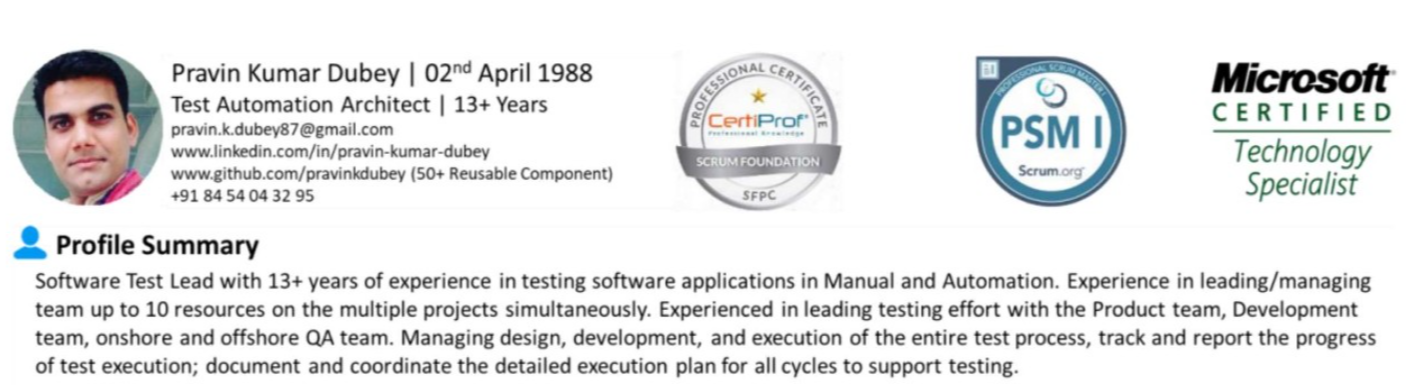 Pravin Kumar Dubey | 02nd April 1988
Test Automation Architect | 13+ Years
pravin.k.dubey87@gmail.com
www.linkedin.com/in/pravin-kumar-dubey
www.github.com/pravinkdubey (50+ Reusable Component)
+91 84 54 04 32 95
PROFESSIONAL CERTIFICATE
CertiProf®
Professional Knowledge
SCRUM FOUNDATION
SFPC
PROFESSIONAL SCRUM MASTER I
PSM I
Scrum.org
Microsoft®
CERTIFIED
Technology
Specialist
Profile Summary
Software Test Lead with 13+ years of experience in testing software applications in Manual and Automation. Experience in leading/managing
team up to 10 resources on the multiple projects simultaneously. Experienced in leading testing effort with the Product team, Development
team, onshore and offshore QA team. Managing design, development, and execution of the entire test process, track and report the progress
of test execution; document and coordinate the detailed execution plan for all cycles to support testing.